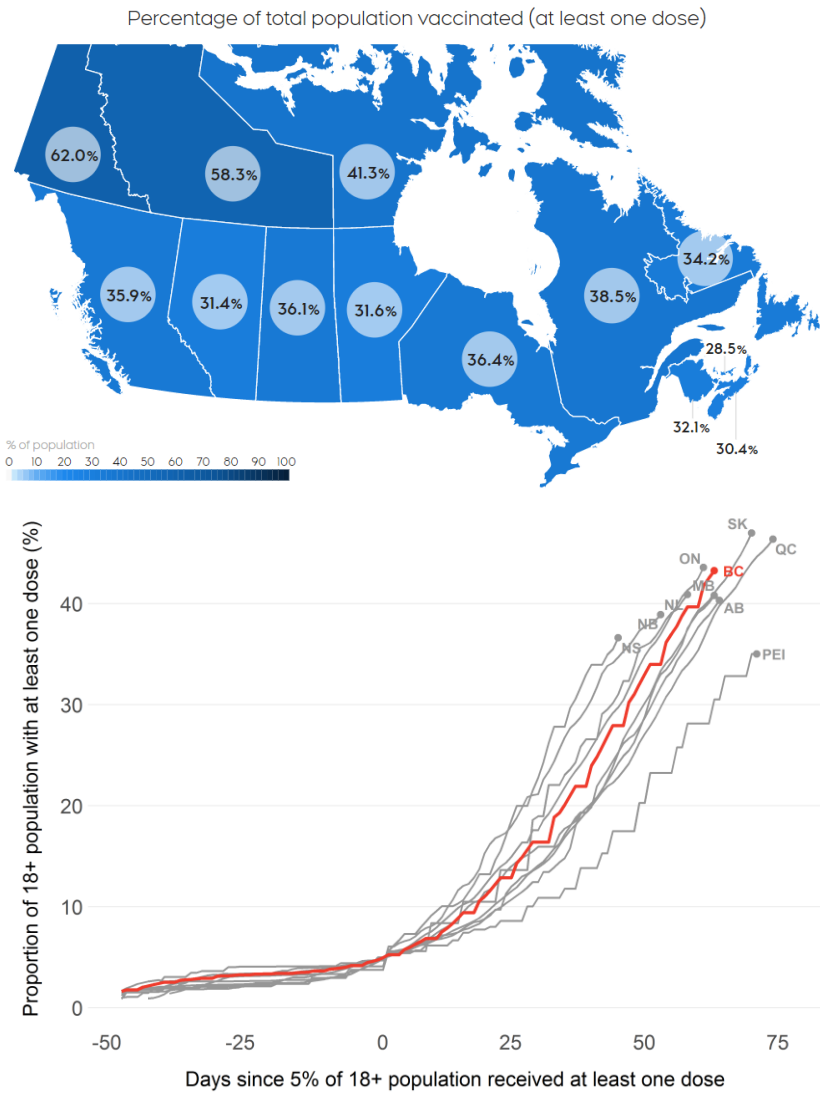 Percentage of total population vaccinated (at least one dose)
62.0%
58.3%
41.3%
34.2%
35.9%
31.4%
36.1%
31.6%
38.5%
36.4%
28.5%
32.1%
30.4%
% of population
0 10 20 30 40 50 60 70 80 90 100
Proportion of 18+ population with at least one dose (%)
40
30
20
10
0
SK
QC
ON
BC
MB
NL
AB
NB
NS
PEI
-50 -25 0 25 50 75
Days since 5% of 18+ population received at least one dose